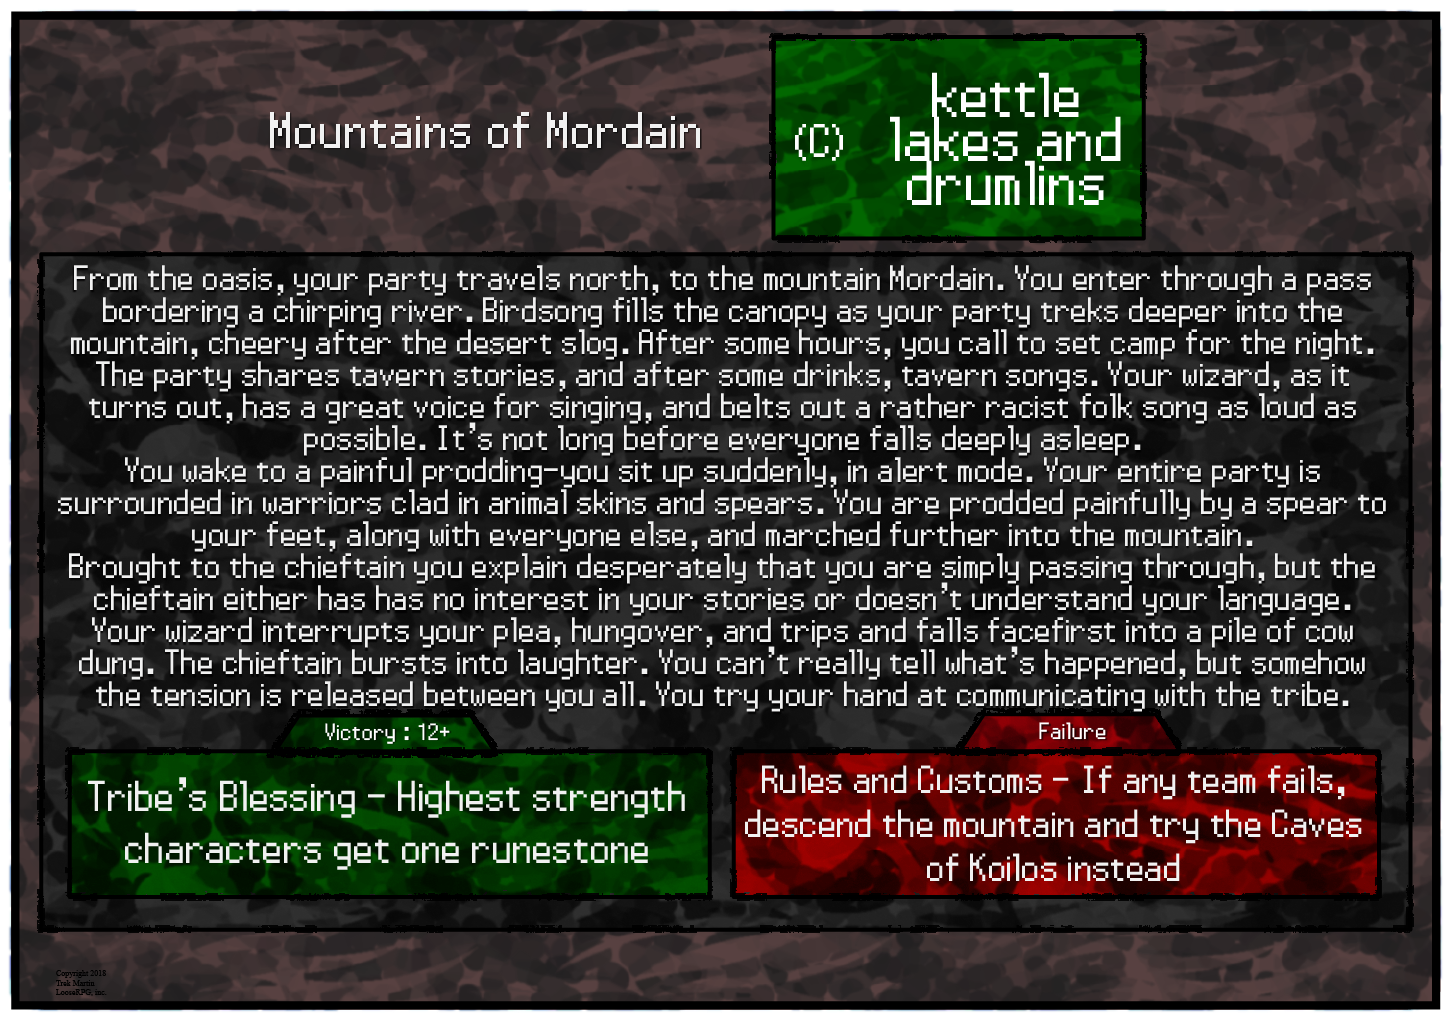 Mountains of Mordain
(C)
kettle
lakes and
drumlins
From the oasis, your party travels north, to the mountain Mordain. You enter through a pass
bordering a chirping river. Birdsong fills the canopy as your party treks deeper into the
mountain, cheery after the desert slog. After some hours, you call to set camp for the night.
The party shares tavern stories, and after some drinks, tavern songs. Your wizard, as it
turns out, has a great voice for singing, and belts out a rather racist folk song as loud as
possible. It's not long before everyone falls deeply asleep.
You wake to a painful prodding-you sit up suddenly, in alert mode. Your entire party is
surrounded in warriors clad in animal skins and spears. You are prodded painfully by a spear to
your feet, along with everyone else, and marched further into the mountain.
Brought to the chieftain you explain desperately that you are simply passing through, but the
chieftain either has has no interest in your stories or doesn't understand your language.
Your wizard interrupts your plea, hungover, and trips and falls facefirst into a pile of cow
dung. The chieftain bursts into laughter. You can't really tell what's happened, but somehow
the tension is released between you all. You try your hand at communicating with the tribe.
Victory : 12+
Tribe's Blessing - Highest strength
characters get one runestone
Failure
Rules and Customs - If any team fails,
descend the mountain and try the Caves
of Koilos instead
Copyright 2018
Trek Martin
LooseRPG, inc.